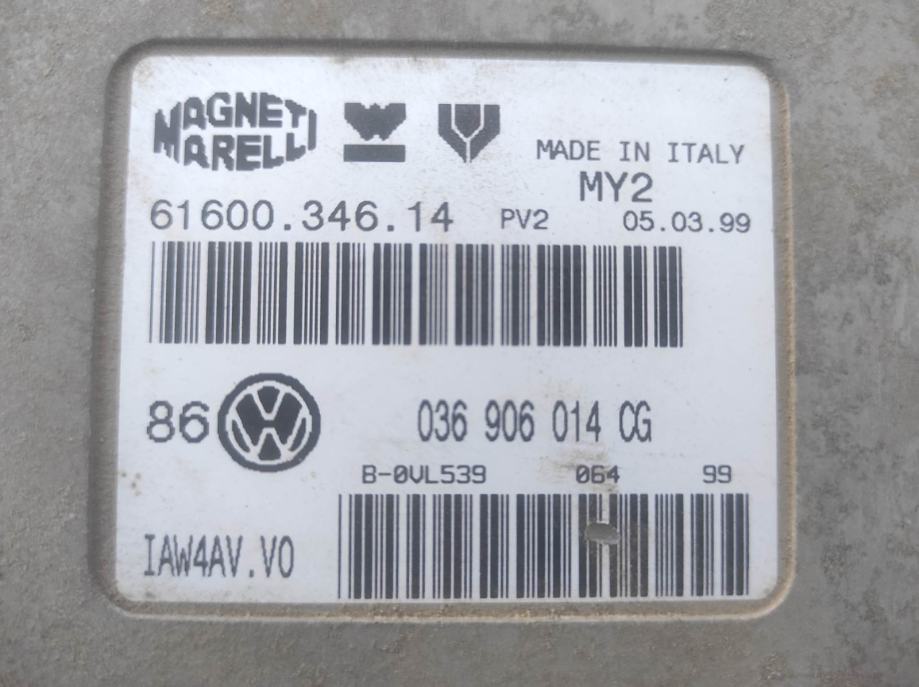 MAGNETI
MARELLI
MADE IN ITALY
MY2
61600.346.14 PV2 05.03.99
86 036 906 014 CG
B-0VL539 064 99
IAW4AV.V0